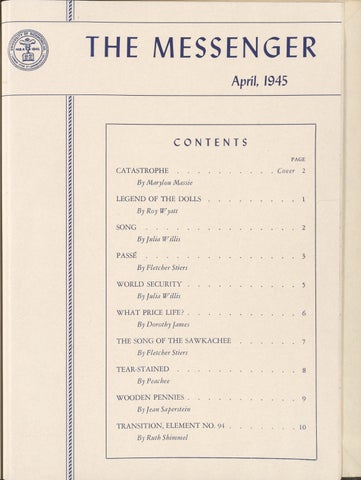 THE MESSENGER
April, 1945
CONTENTS
PAGE
CATASTROPHE . . . . . . . . . . . Cover 2
By Marylou Massie
LEGEND OF THE DOLLS . . . . . . . . 1
By Roy Wyatt
SONG . . . . . . . . . . . . . . 2
By Julia Willis
PASSÉ . . . . . . . . . . . . . . 3
By Fletcher Stiers
WORLD SECURITY . . . . . . . . . . 5
By Julia Willis
WHAT PRICE LIFE? . . . . . . . . . . 6
By Dorothy James
THE SONG OF THE SAWKACHEE . . . . . 7
By Fletcher Stiers
TEAR-STAINED . . . . . . . . . . . 8
By Peachee
WOODEN PENNIES . . . . . . . . . . 9
By Jean Saperstein
TRANSITION, ELEMENT NO. 94 . . . . . . 10
By Ruth Shimmel